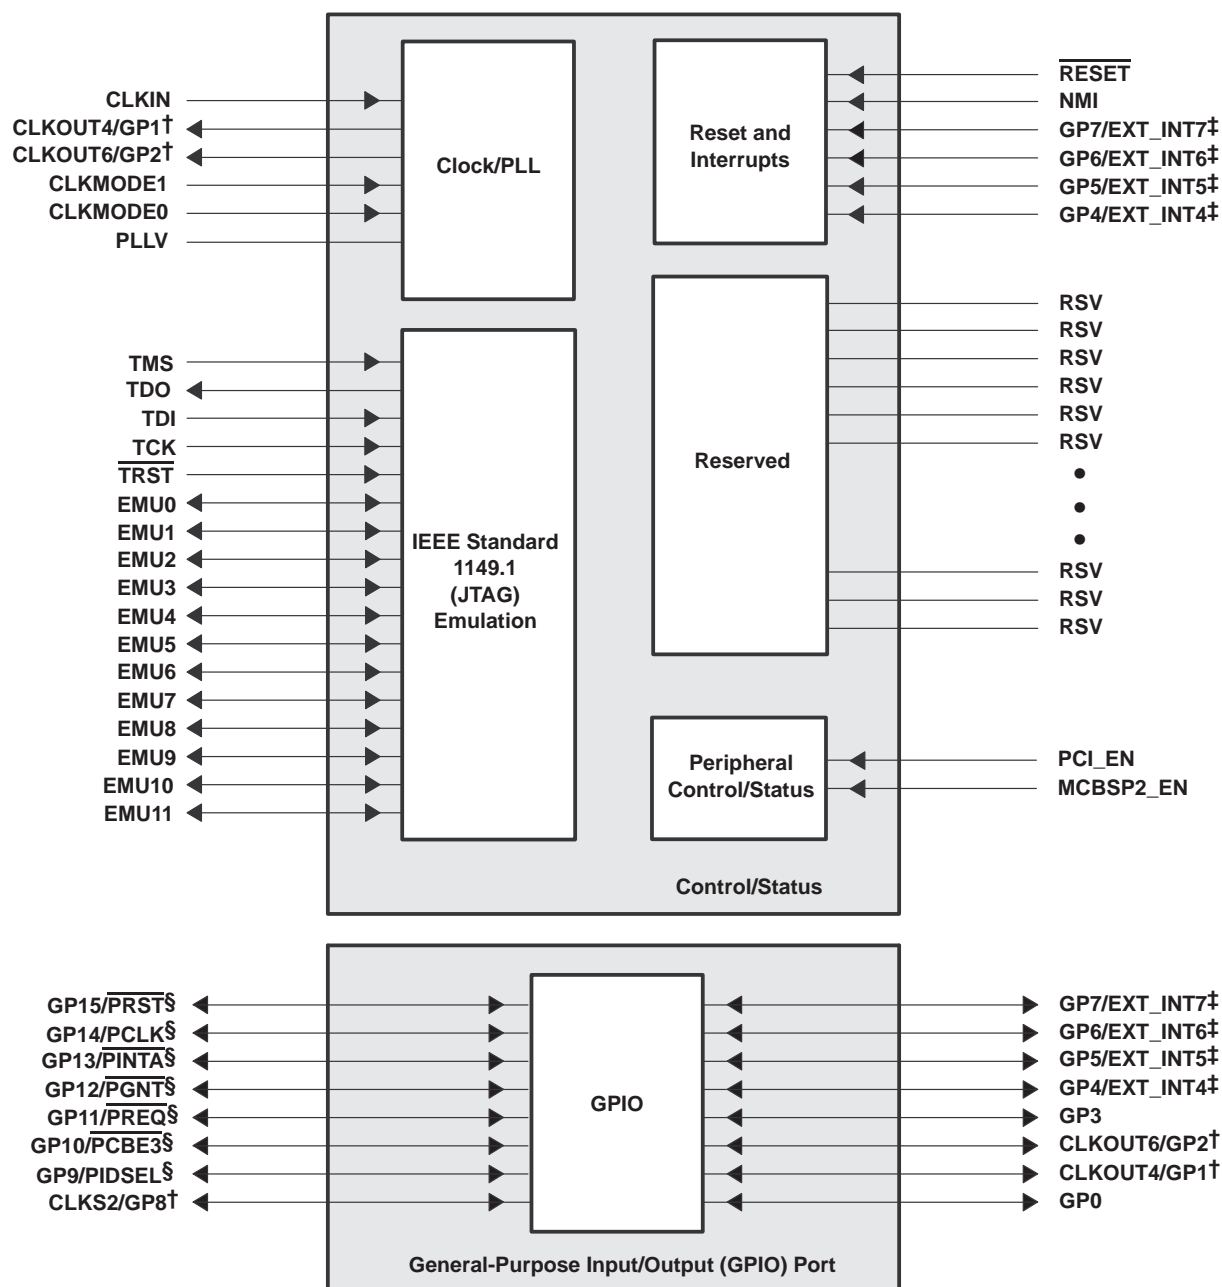 CLKIN
CLKOUT4/GP1†
CLKOUT6/GP2†
CLKMODE1
CLKMODE0
PLLV
Clock/PLL
Reset and
Interrupts
RESET
NMI
GP7/EXT_INT7‡
GP6/EXT_INT6‡
GP5/EXT_INT5‡
GP4/EXT_INT4‡
TMS
TDO
TDI
TCK
TRST
EMU0
EMU1
EMU2
EMU3
EMU4
EMU5
EMU6
EMU7
EMU8
EMU9
EMU10
EMU11
IEEE Standard
1149.1
(JTAG)
Emulation
Reserved
RSV
RSV
RSV
RSV
RSV
RSV
RSV
RSV
RSV
Peripheral
Control/Status
PCI_EN
MCBSP2_EN
Control/Status
GP15/PRST§
GP14/PCLK§
GP13/PINTA§
GP12/PGNT§
GP11/PREQ§
GP10/PCBE3§
GP9/PIDSEL§
CLKS2/GP8†
GPIO
GP7/EXT_INT7‡
GP6/EXT_INT6‡
GP5/EXT_INT5‡
GP4/EXT_INT4‡
GP3
CLKOUT6/GP2†
CLKOUT4/GP1†
GP0
General-Purpose Input/Output (GPIO) Port